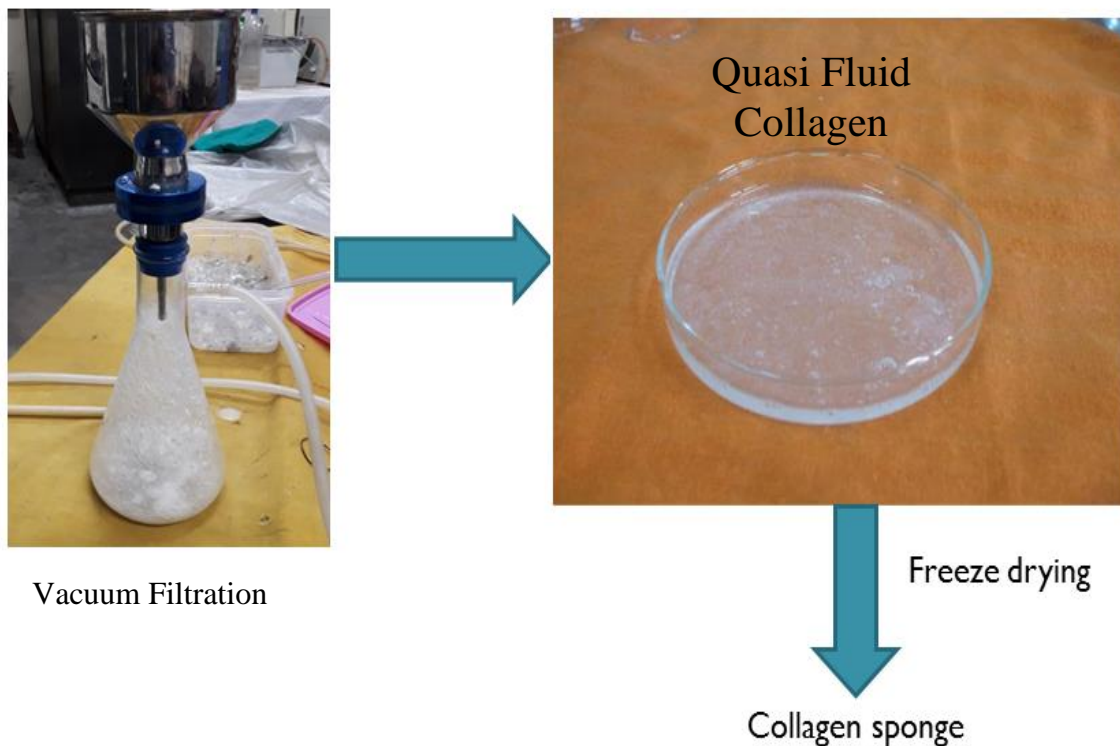 Quasi Fluid
Collagen
Vacuum Filtration
Freeze drying
Collagen sponge